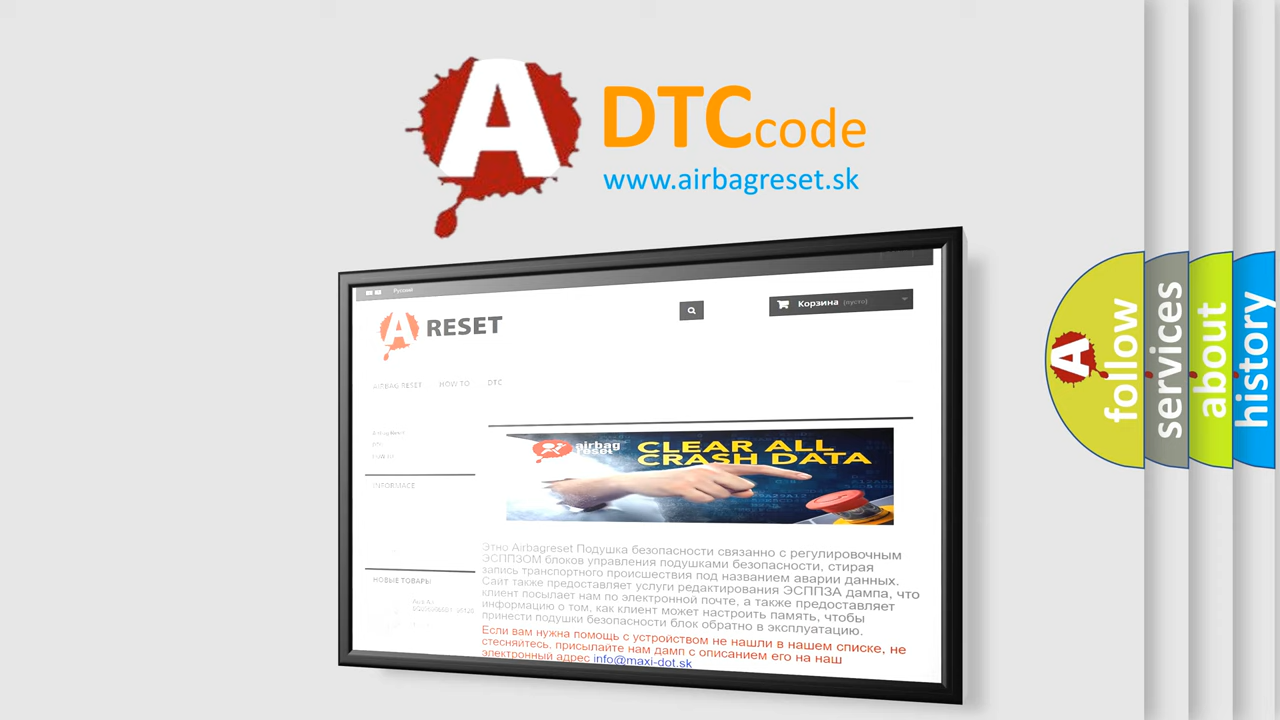 A
DTCcode
www.airbagreset.sk
Русский
A RESET
Корзина (пусто)
AIRBAG RESET HOW TO DTC
Airbag Reset
DTC
INFORMACE
airbag
reset
CLEAR ALL
CRASH DATA
Этно Airbagreset Подушка безопасности связанно с регулировочным
ЭСППЗОМ блоков управления подушками безопасности, стирая
запись транспортного происшествия под названием аварии данных.
Сайт также предоставляет услуги редактирования ЭСППЗА дампа, что
клиент посылает нам по электронной почте, а также предоставляет
информацию о том, как клиент может настроить память, чтобы
принести подушки безопасности блок обратно в эксплуатацию.
Если вам нужна помощь с устройством не нашли в нашем списке, не
стесняйтесь, присылайте нам дамп с описанием его на наш
электронный адрес info@maxi-dot.sk
НОВЫЕ ТОВАРЫ
A
follow
services
about
history